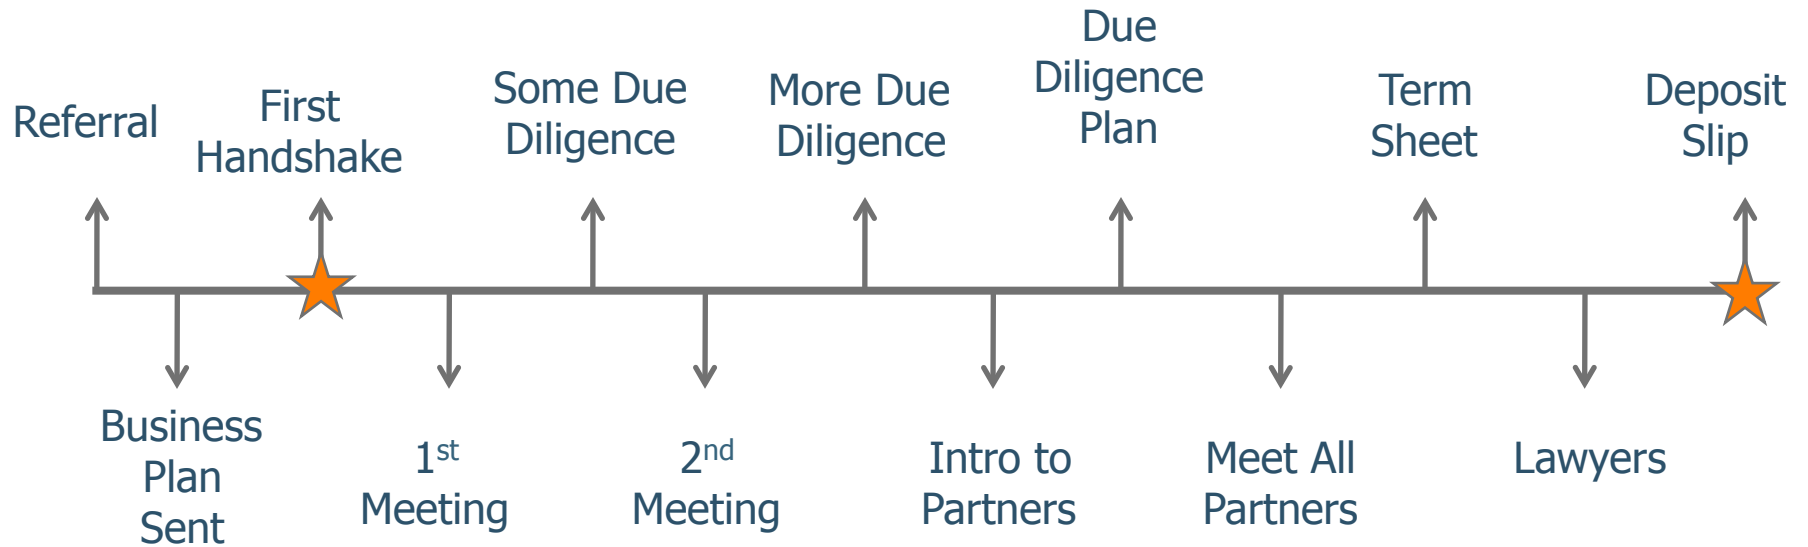 Referral
First
Handshake
Some Due
Diligence
More Due
Diligence
Due
Diligence
Plan
Term
Sheet
Deposit
Slip
Business
Plan
Sent
1st
Meeting
2nd
Meeting
Intro to
Partners
Meet All
Partners
Lawyers